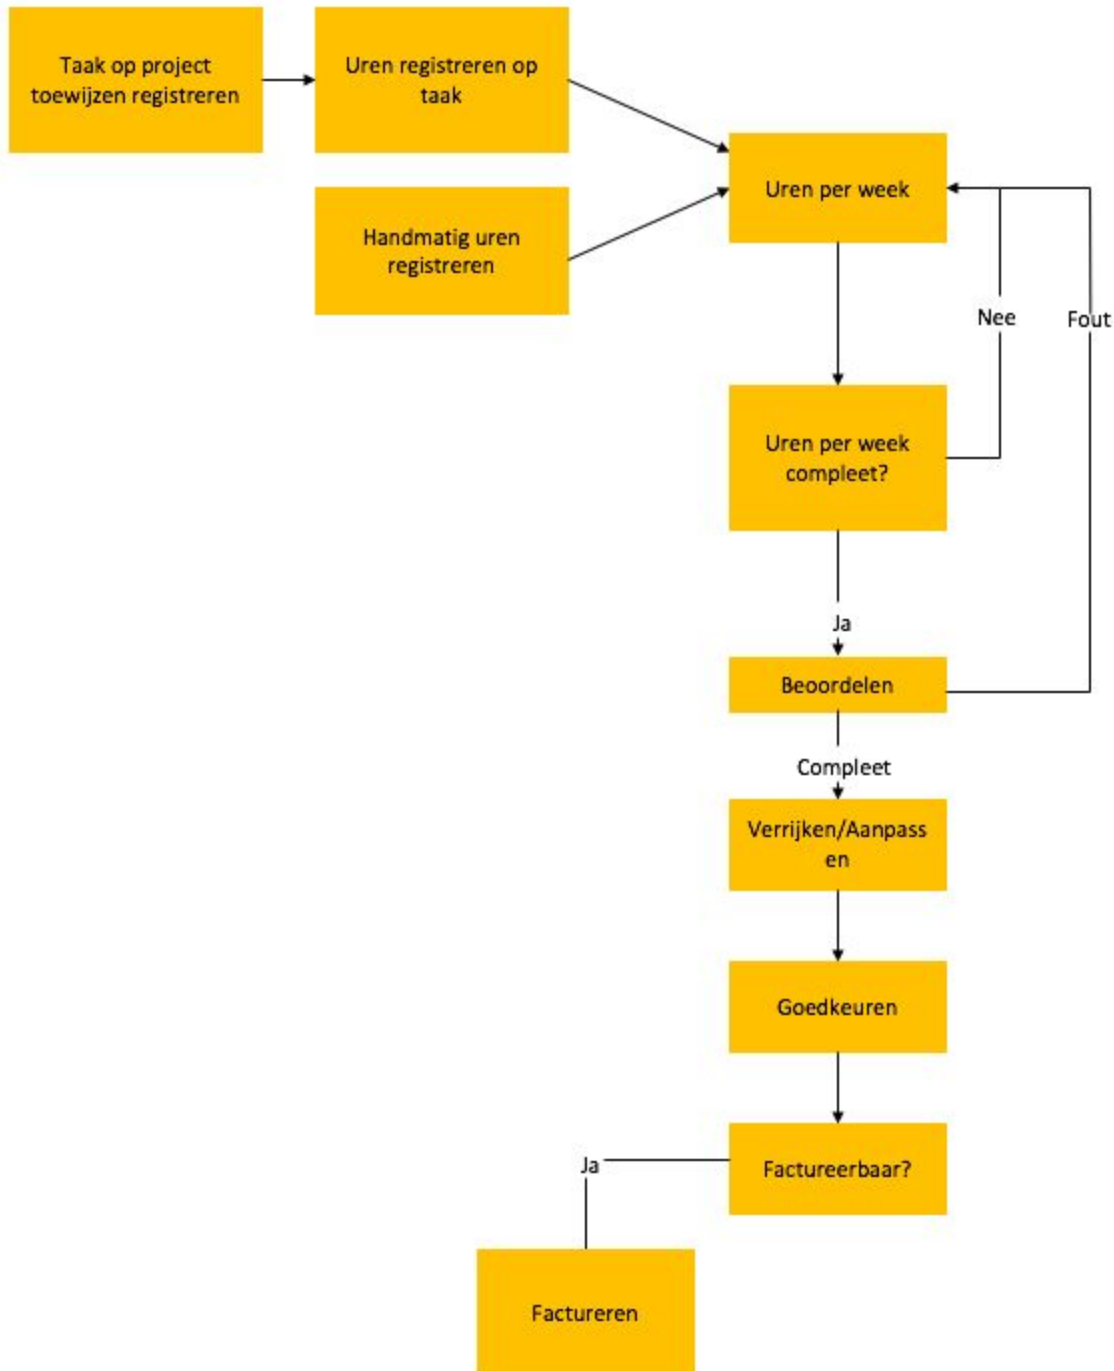 Taak op project
toewijzen registreren
Uren registreren op
taak
Handmatig uren
registreren
Uren per week
Nee
Fout
Uren per week
compleet?
Ja
Beoordelen
Compleet
Verrijken/Aanpass
en
Goedkeuren
Factureerbaar?
Ja
Factureren